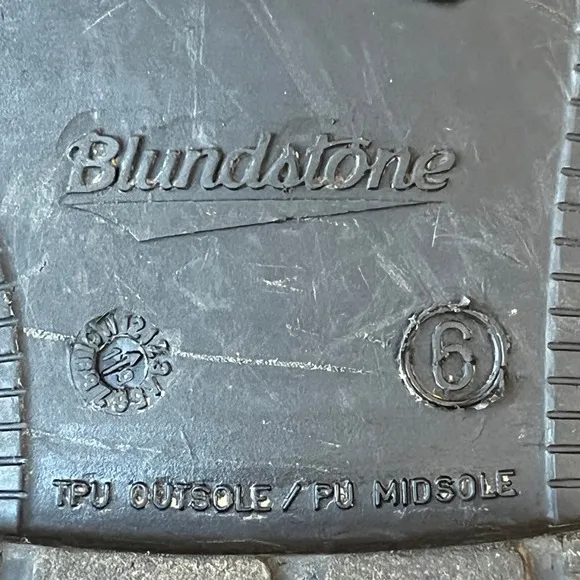 Blundstone
6
TPU OUTSOLE / PU MIDSOLE